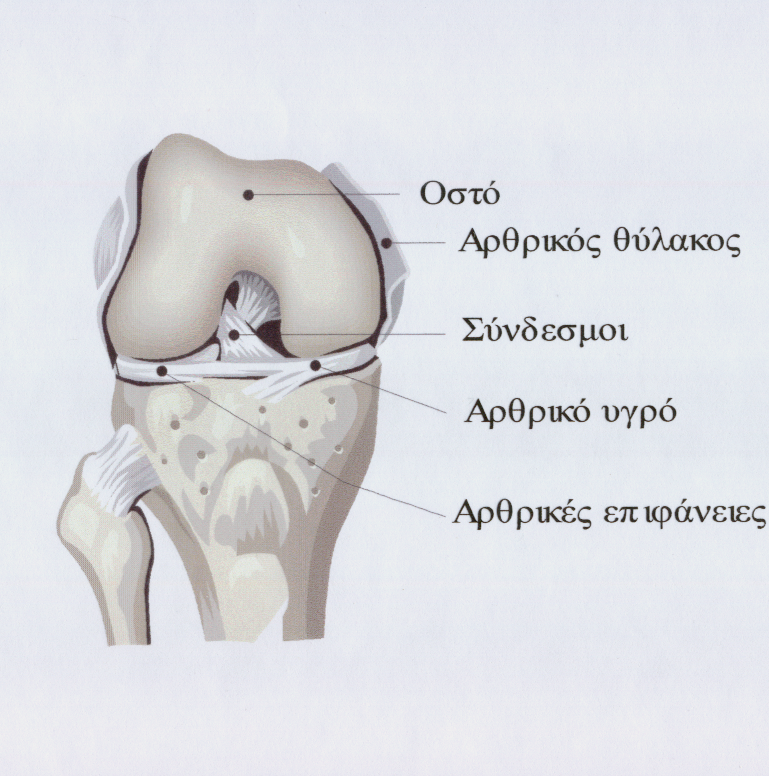 Οστό
Αρθρικός θύλακος
Σύνδεσμοι
Αρθρικό υγρό
Αρθρικές επιφάνειες